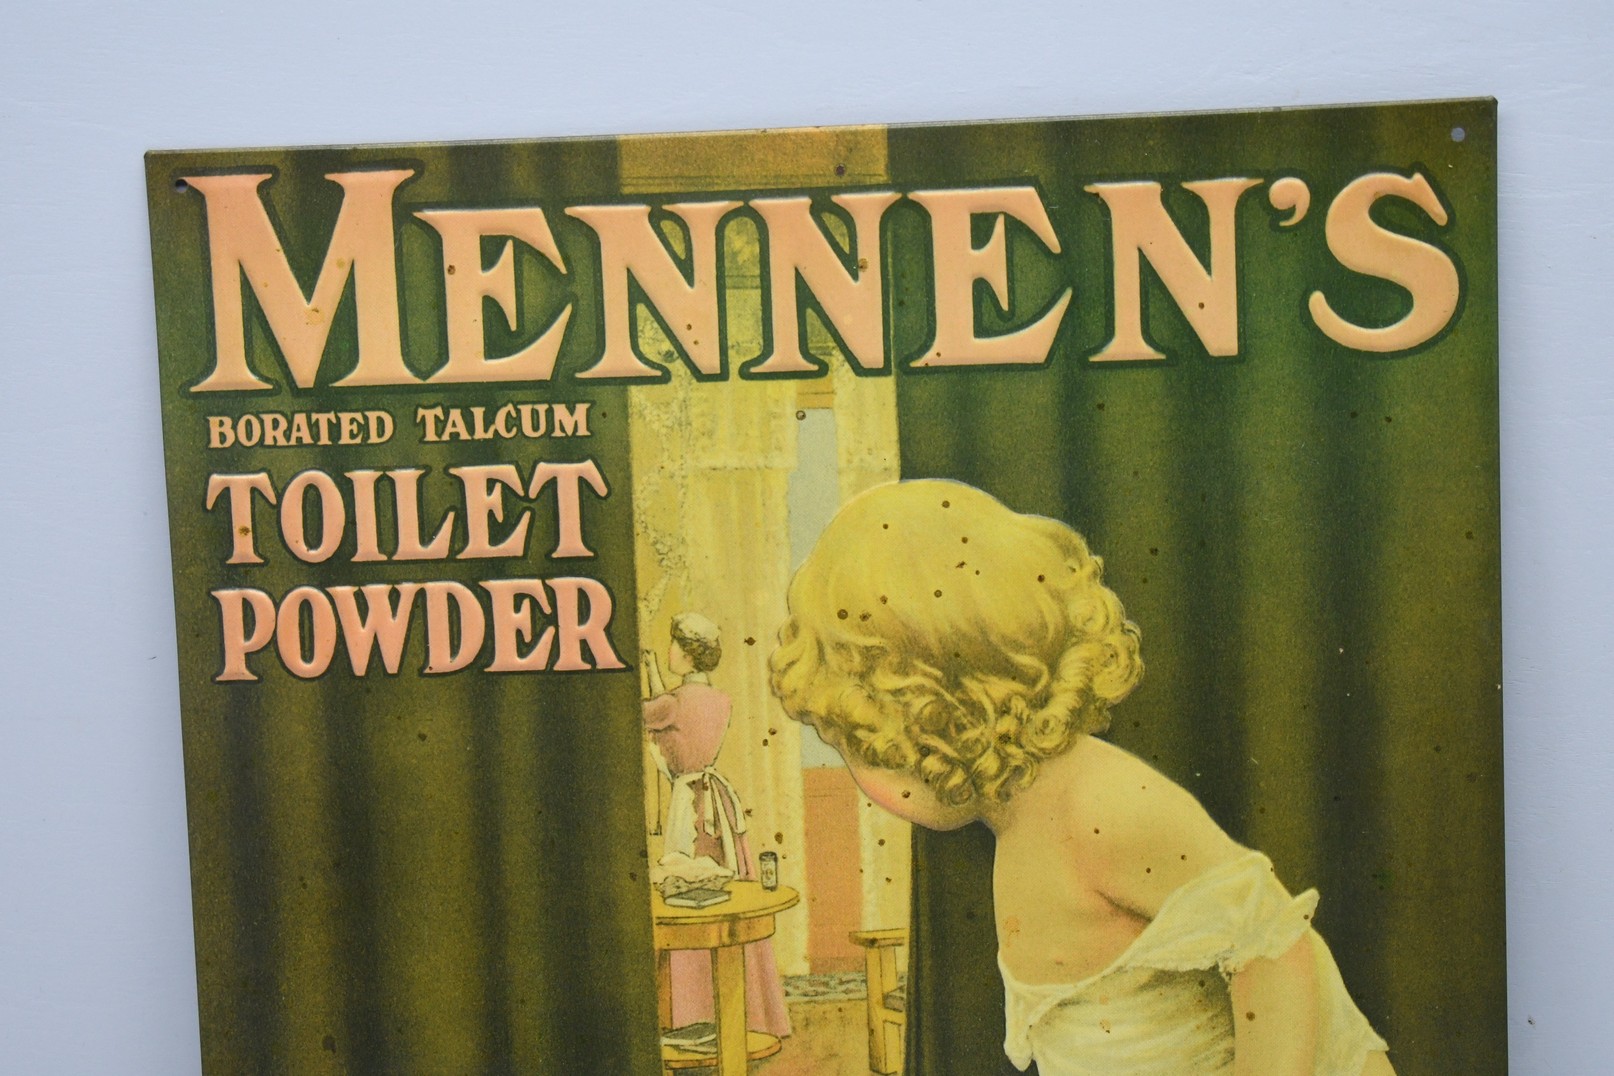 MENNEN'S
BORATED TALCUM
TOILET
POWDER